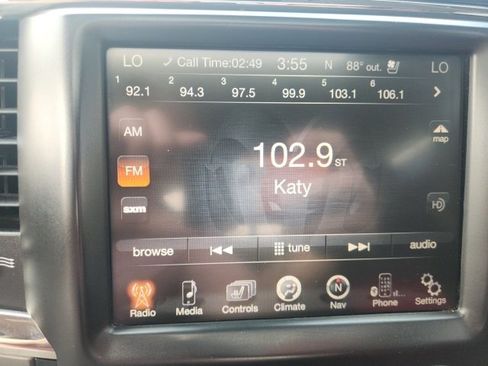 LO Call Time:02:49 3:55 N 88° out. LO
1 92.1 2 94.3 3 97.5 4 99.9 5 103.1 6 106.1
AM
map
102.9 ST
FM
Katy
sxm
HD
browse tune audio
Radio Media Controls Climate N Nav Phone Settings